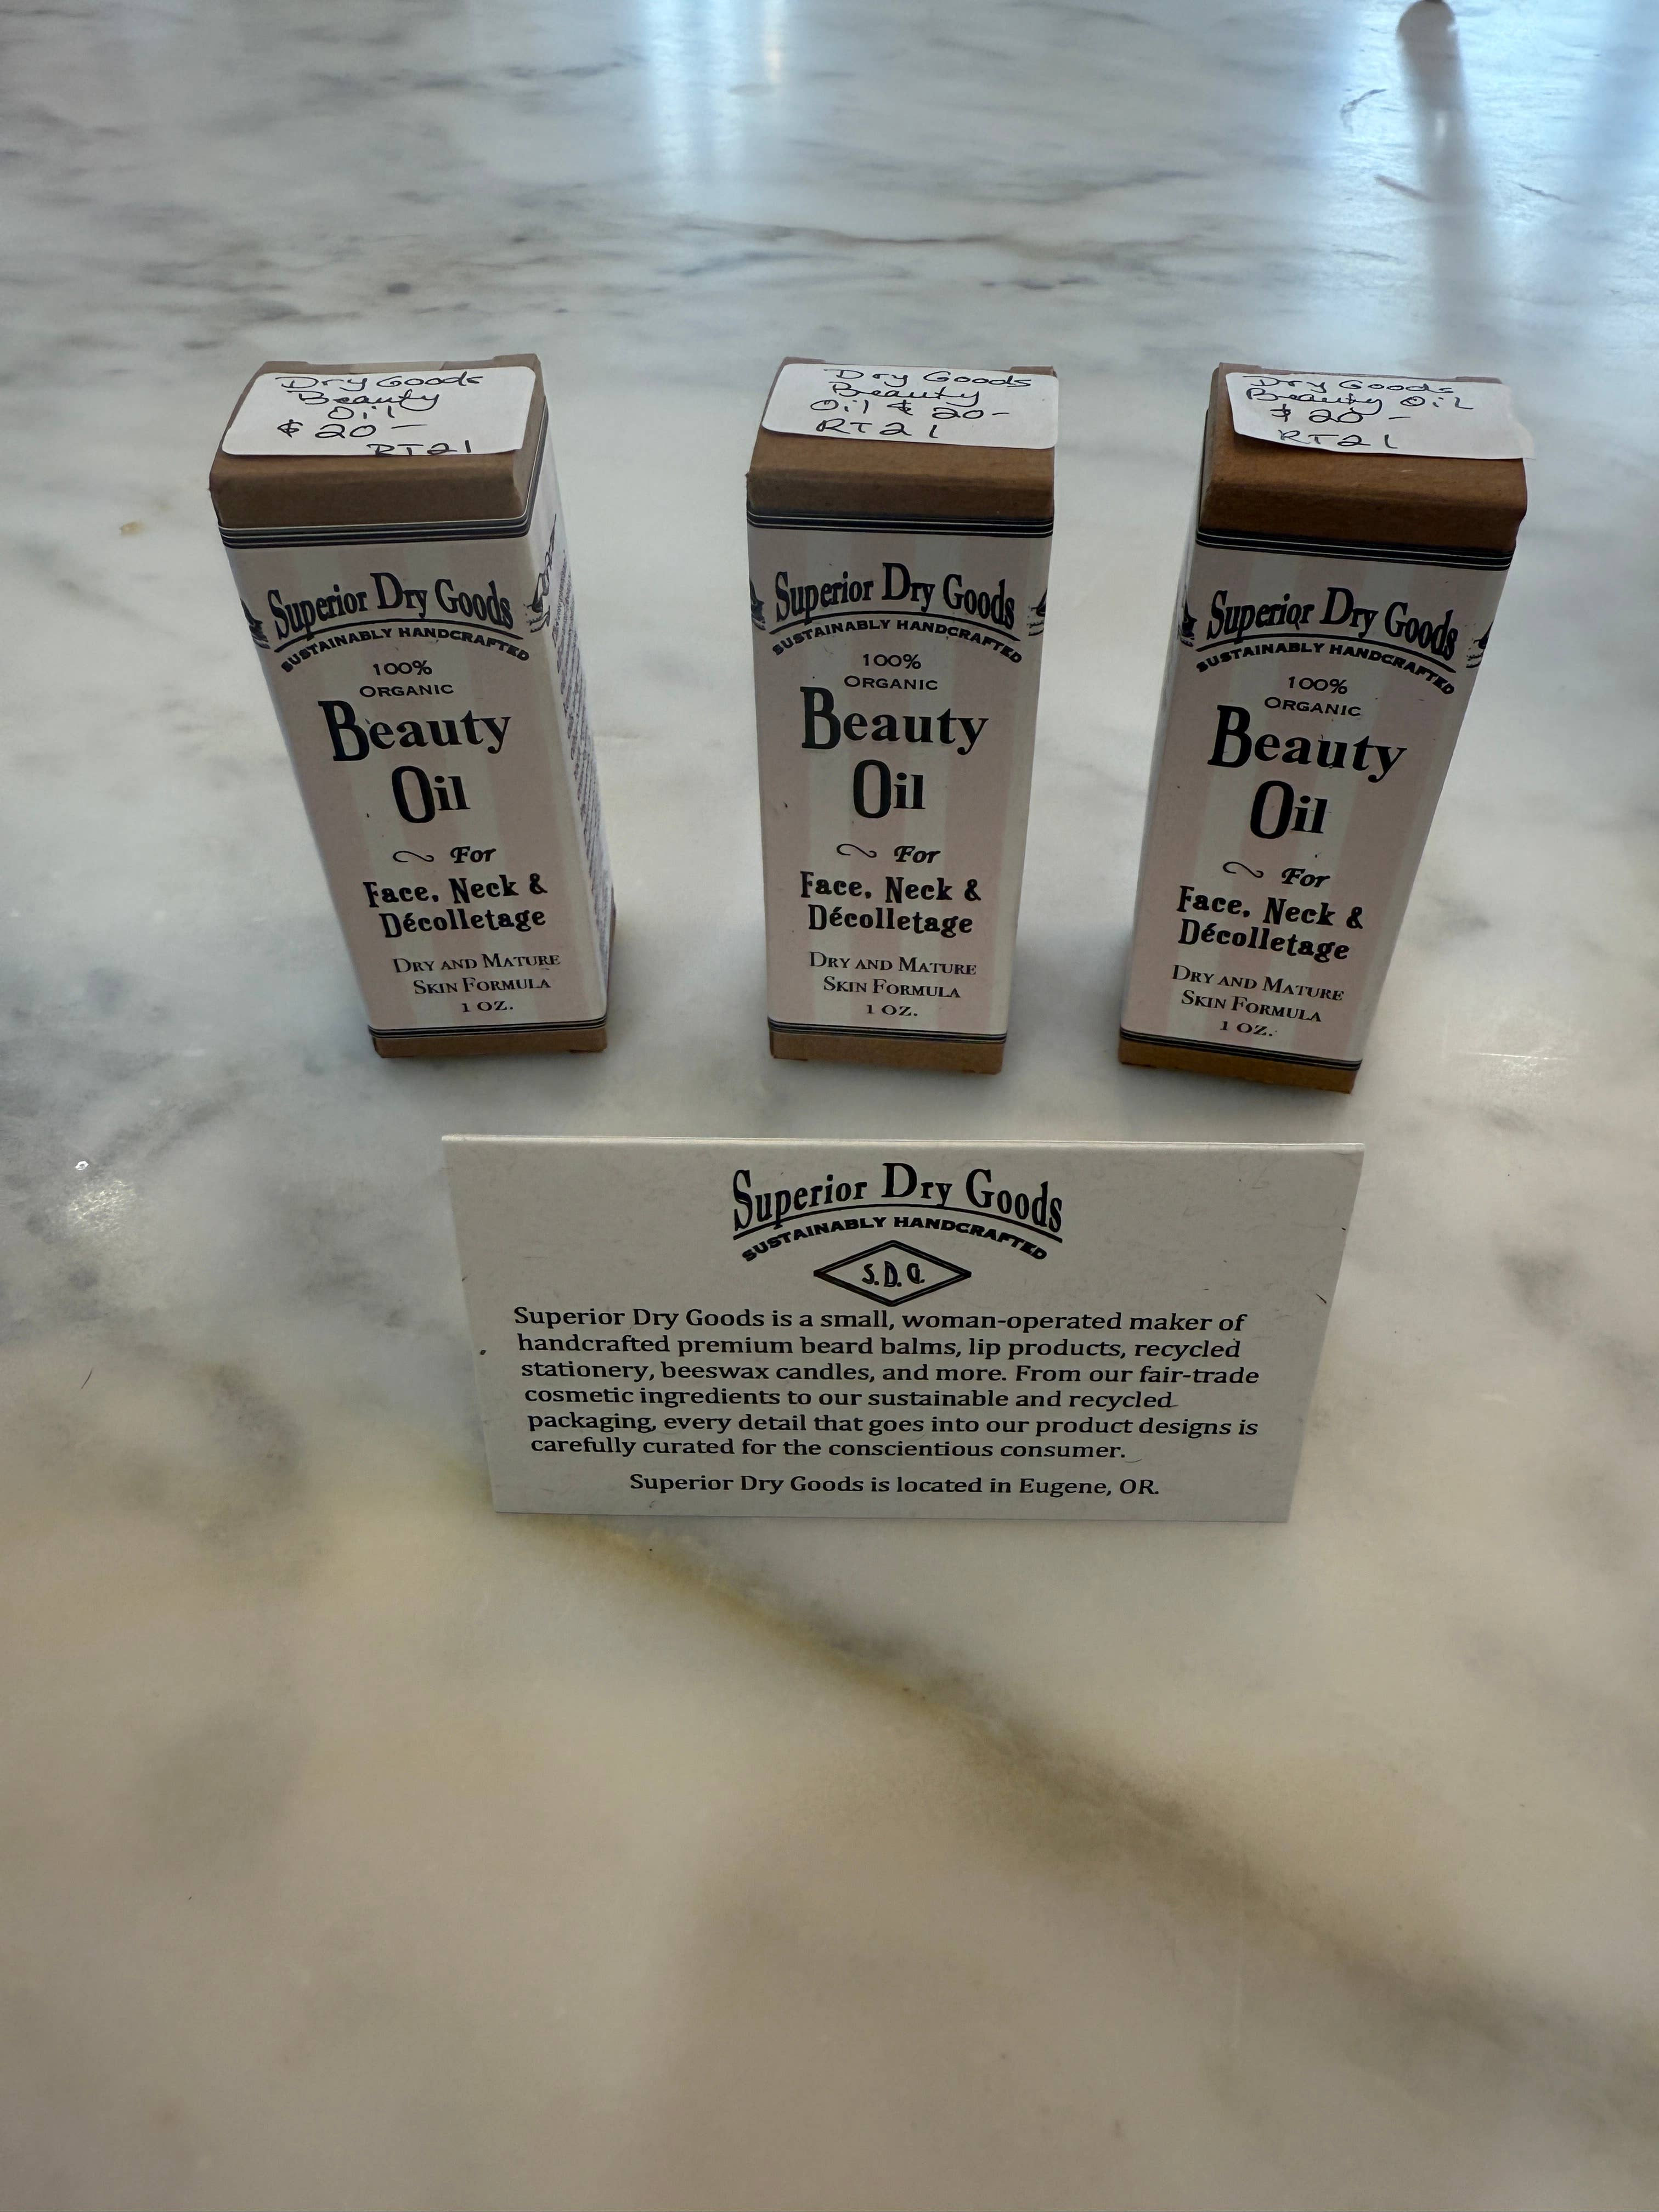 Dry Goods
Beauty
Oil
$ 20 –
RT21
Superior Dry Goods
SUSTAINABLY HANDCRAFTED
100%
ORGANIC
Beauty
Oil
For
Face, Neck &
Décolletage
DRY AND MATURE
SKIN FORMULA
1 OZ.
Dry Goods
Beauty
Oil $ 20 –
RT21
Superior Dry Goods
SUSTAINABLY HANDCRAFTED
100%
ORGANIC
Beauty
Oil
For
Face, Neck &
Décolletage
DRY AND MATURE
SKIN FORMULA
1 OZ.
Dry Goods
Beauty Oil
$ 20 –
RT21
Superior Dry Goods
SUSTAINABLY HANDCRAFTED
100%
ORGANIC
Beauty
Oil
For
Face, Neck &
Décolletage
DRY AND MATURE
SKIN FORMULA
1 OZ.
Superior Dry Goods
SUSTAINABLY HANDCRAFTED
S.D.G.
Superior Dry Goods is a small, woman-operated maker of
handcrafted premium beard balms, lip products, recycled
stationery, beeswax candles, and more. From our fair-trade
cosmetic ingredients to our sustainable and recycled
packaging, every detail that goes into our product designs is
carefully curated for the conscientious consumer.
Superior Dry Goods is located in Eugene, OR.